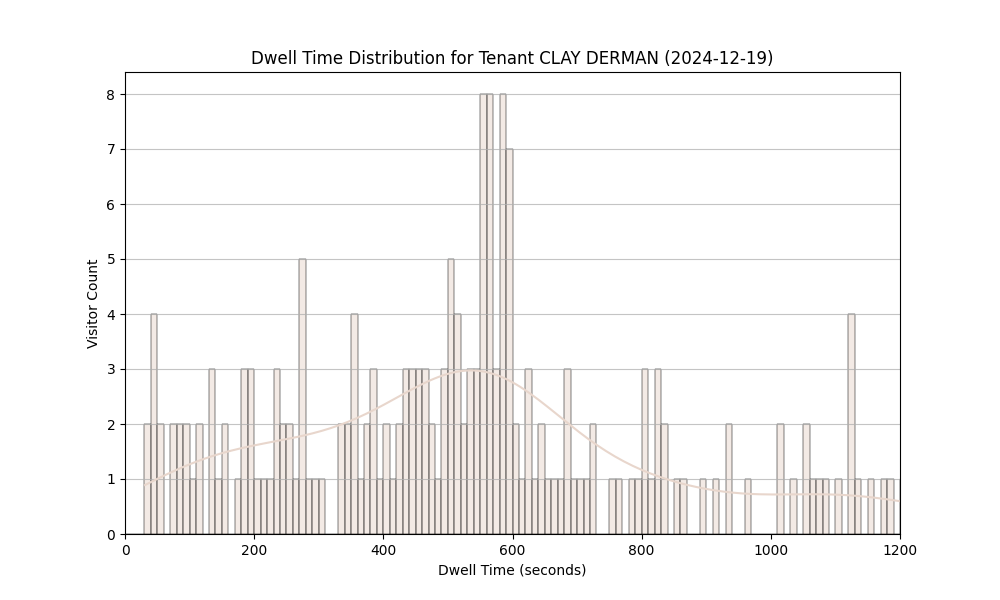 Dwell Time Distribution for Tenant CLAY DERMAN (2024-12-19)
8
7
6
5
4
3
2
1
0
Visitor Count
0 200 400 600 800 1000 1200
Dwell Time (seconds)